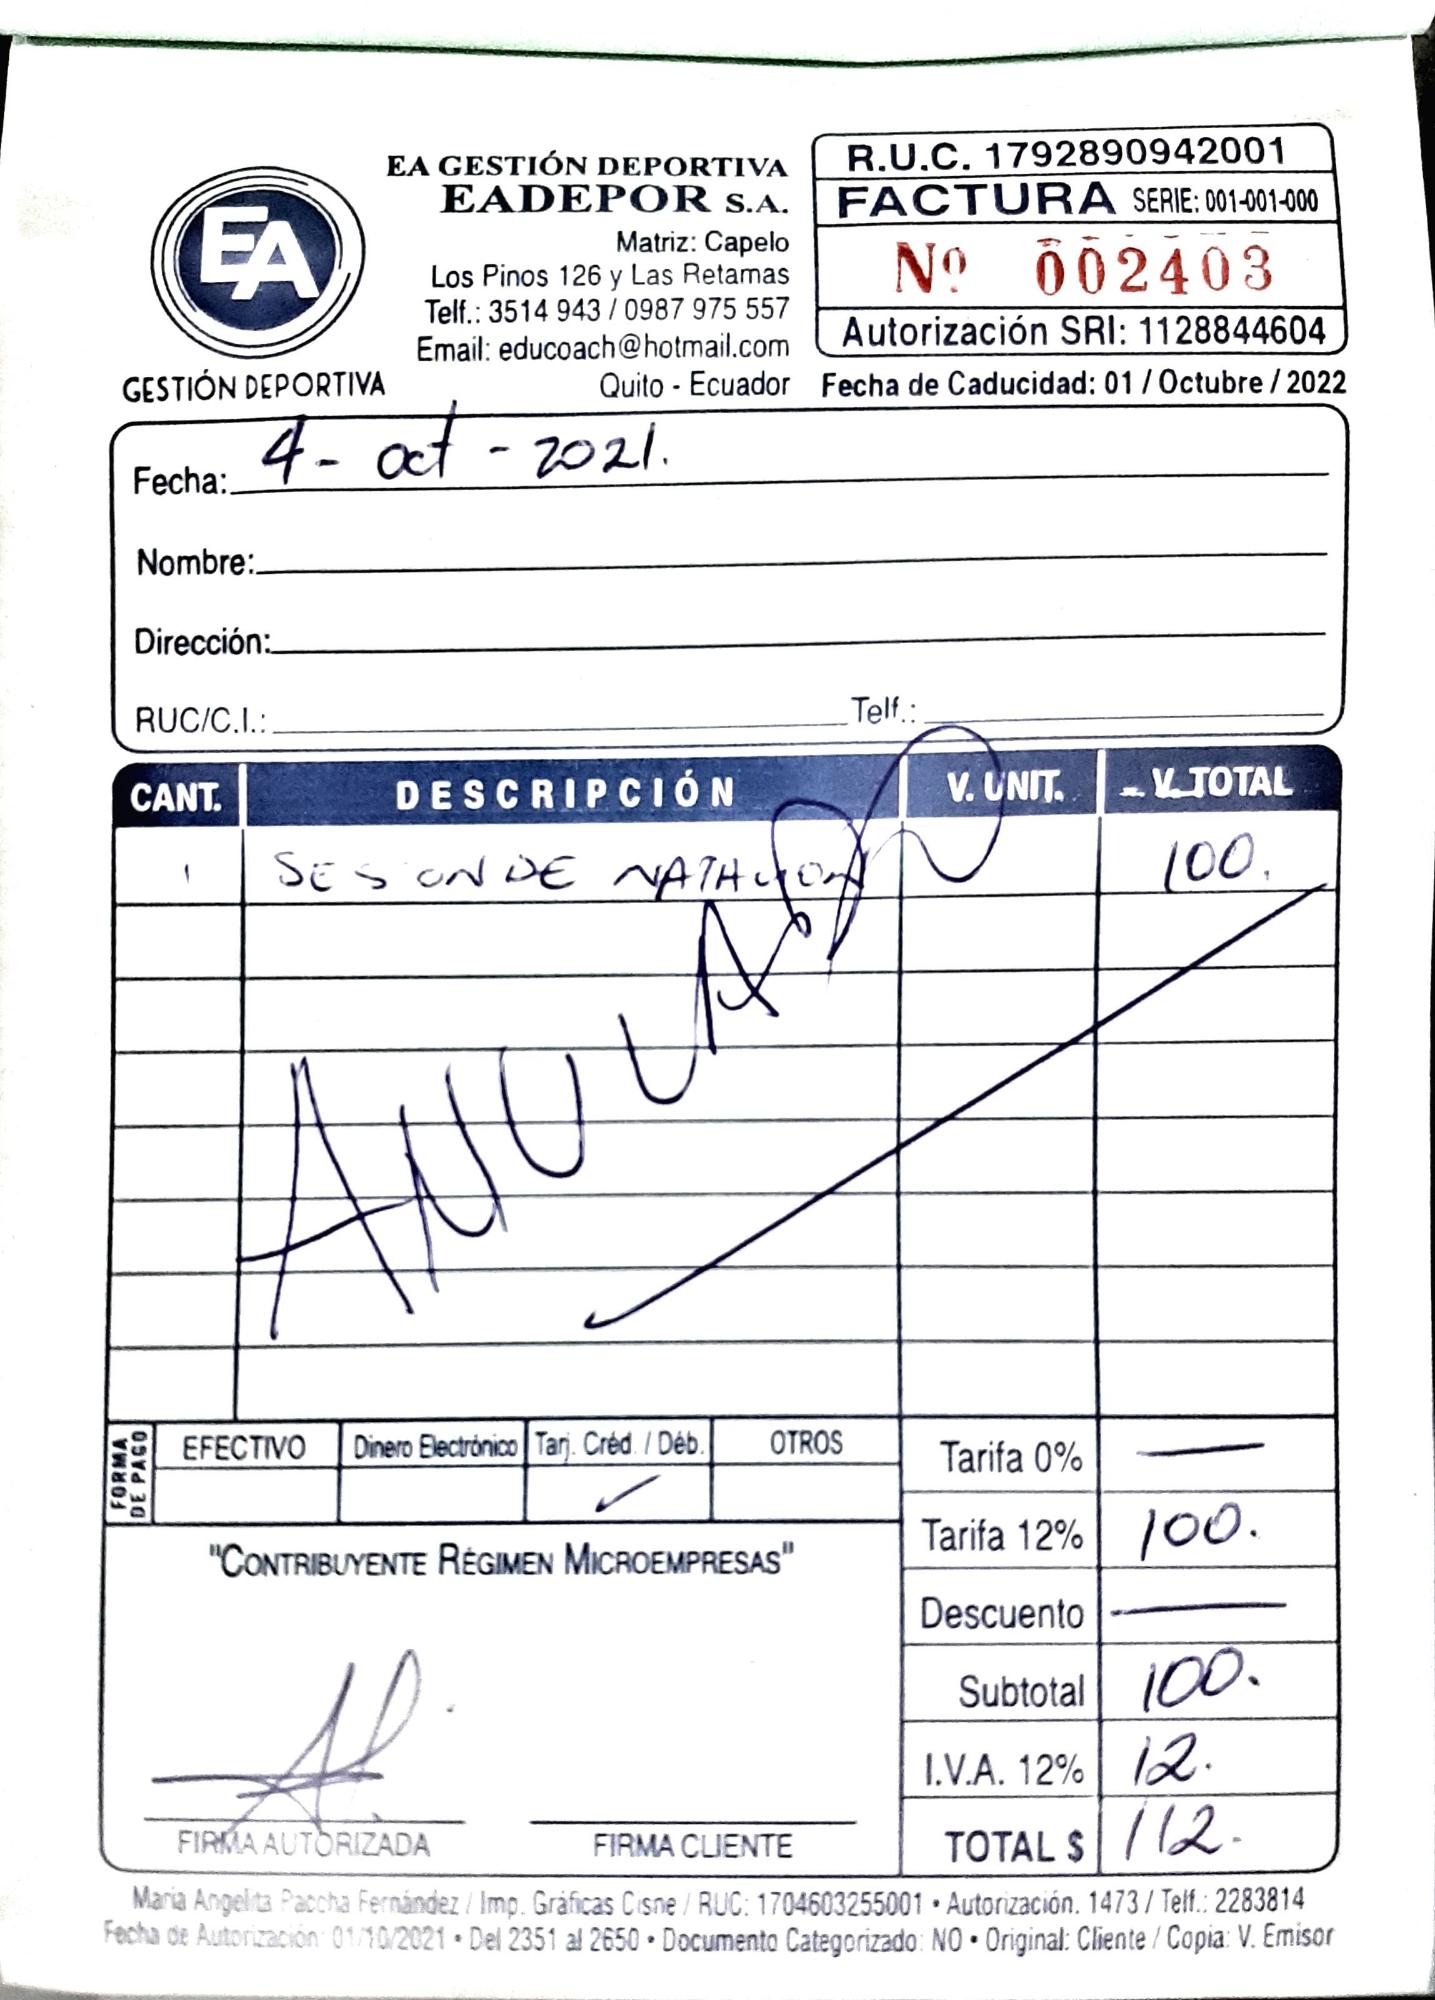 EA
GESTIÓN DEPORTIVA
EA GESTIÓN DEPORTIVA
EADEPOR S.A.
Matriz: Capelo
Los Pinos 126 y Las Retamas
Telf.: 3514 943 / 0987 975 557
Email: educoach@hotmail.com
Quito - Ecuador
R.U.C. 1792890942001
FACTURA SERIE: 001-001-000
Nº 002403
Autorización SRI: 1128844604
Fecha de Caducidad: 01 / Octubre / 2022
Fecha: 4 - oct - 2021.
Nombre:
Dirección:
RUC/C.I.: Telf.:
CANT. DESCRIPCIÓN V. UNIT. V. TOTAL
1 SESION DE NATACION 100.
ANULADO
FORMA DE PAGO
EFECTIVO Dinero Electrónico Tarj. Créd. / Déb. OTROS
Tarifa 0% —
Tarifa 12% 100.
Descuento —
Subtotal 100.
I.V.A. 12% 12.
TOTAL $ 112.
"CONTRIBUYENTE RÉGIMEN MICROEMPRESAS"
FIRMA AUTORIZADA FIRMA CLIENTE
María Angelita Paccha Fernández / Imp. Gráficas Cisne / RUC: 1704603255001 • Autorización. 1473 / Telf.: 2283814
Fecha de Autorización: 01/10/2021 • Del 2351 al 2650 • Documento Categorizado: NO • Original: Cliente / Copia: V. Emisor